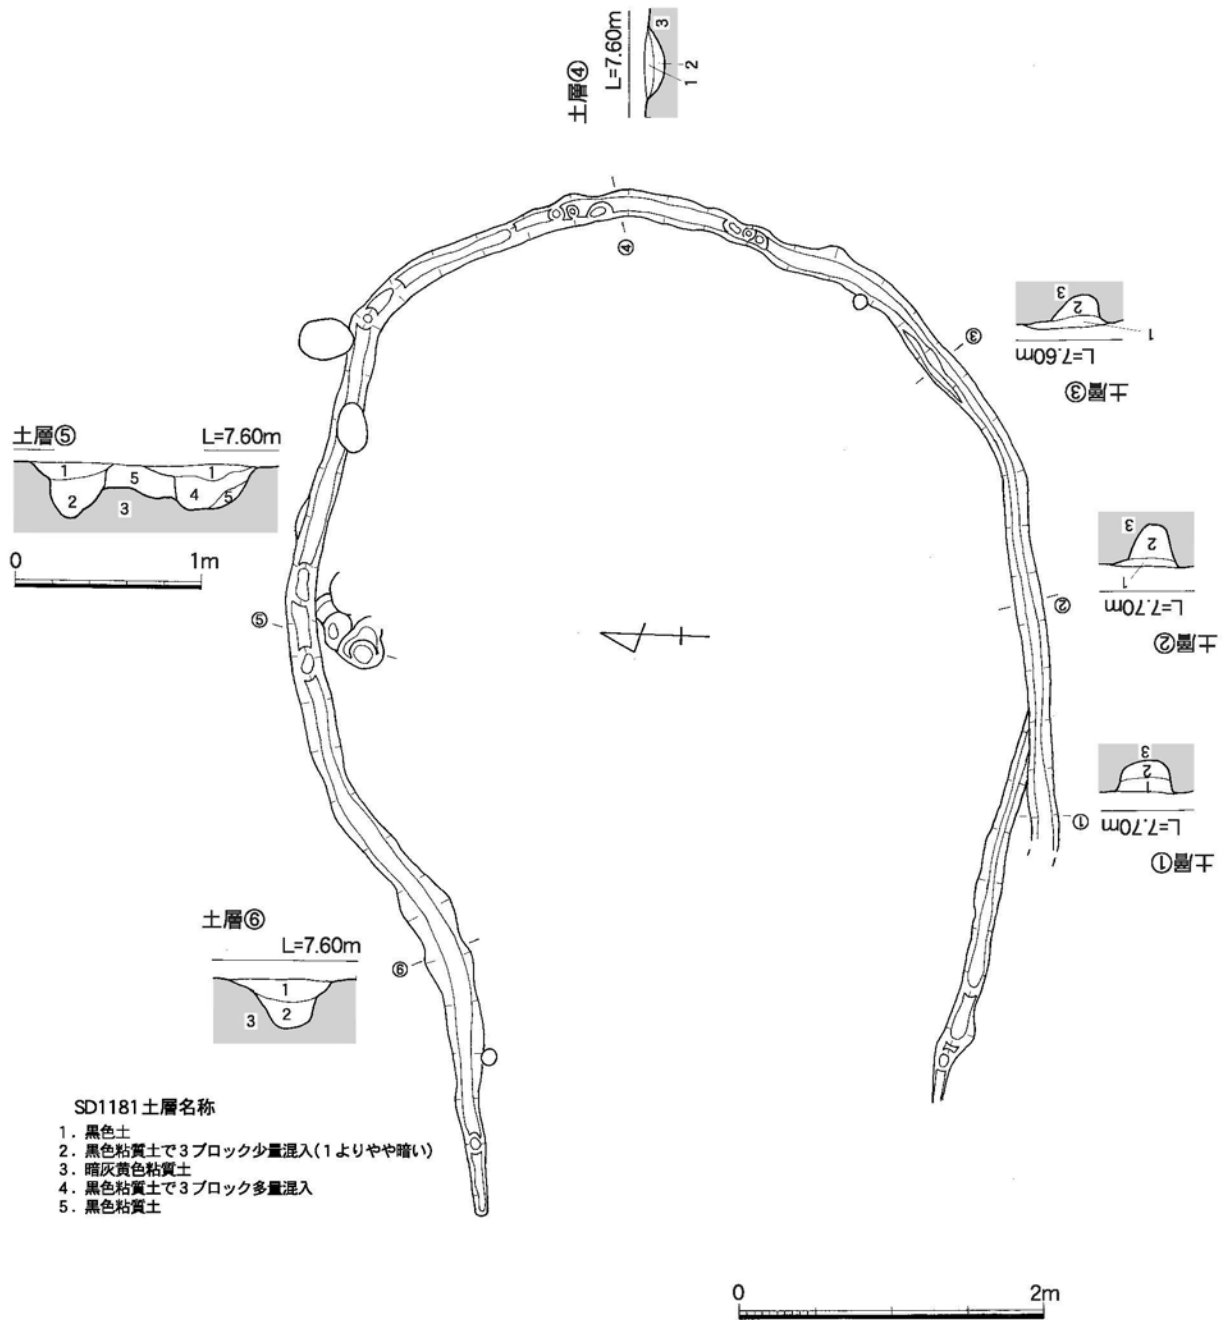 土層④
L=7.60m
3
2
1
④
③
3
2
1
L=7.60m
土層③
土層⑤
L=7.60m
1
5
1
2
3
4
5
0
1m
⑤
②
3
2
1
L=7.70m
土層②
3
2
1
L=7.70m
土層①
①
土層⑥
L=7.60m
1
2
3
⑥
SD1181土層名称
1. 黒色土
2. 黒色粘質土で3ブロック少量混入(1よりやや暗い)
3. 暗灰黄色粘質土
4. 黒色粘質土で3ブロック多量混入
5. 黒色粘質土
0
2m